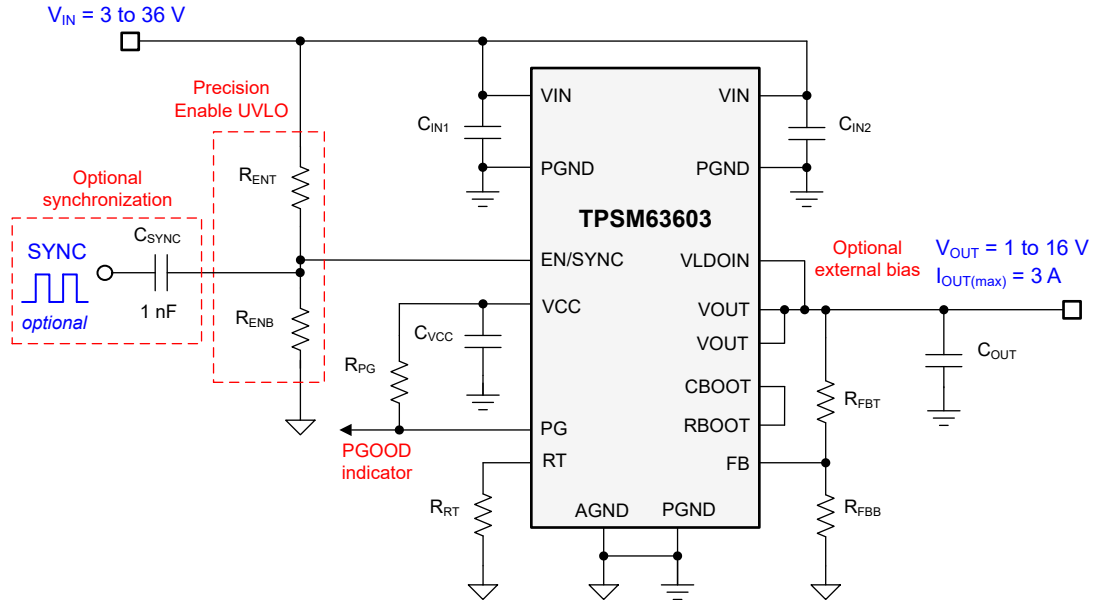 VIN = 3 to 36 V
Precision
Enable UVLO
Optional
synchronization
SYNC
optional
CSYNC
1 nF
RENT
RENB
CIN1
VIN
PGND
VIN
PGND
CIN2
TPSM63603
EN/SYNC
VCC
CVCC
RPG
PG
PGOOD
indicator
RT
RRT
AGND
PGND
VLDOIN
VOUT
VOUT
CBOOT
RBOOT
FB
Optional
external bias
VOUT = 1 to 16 V
IOUT(max) = 3 A
COUT
RFBT
RFBB